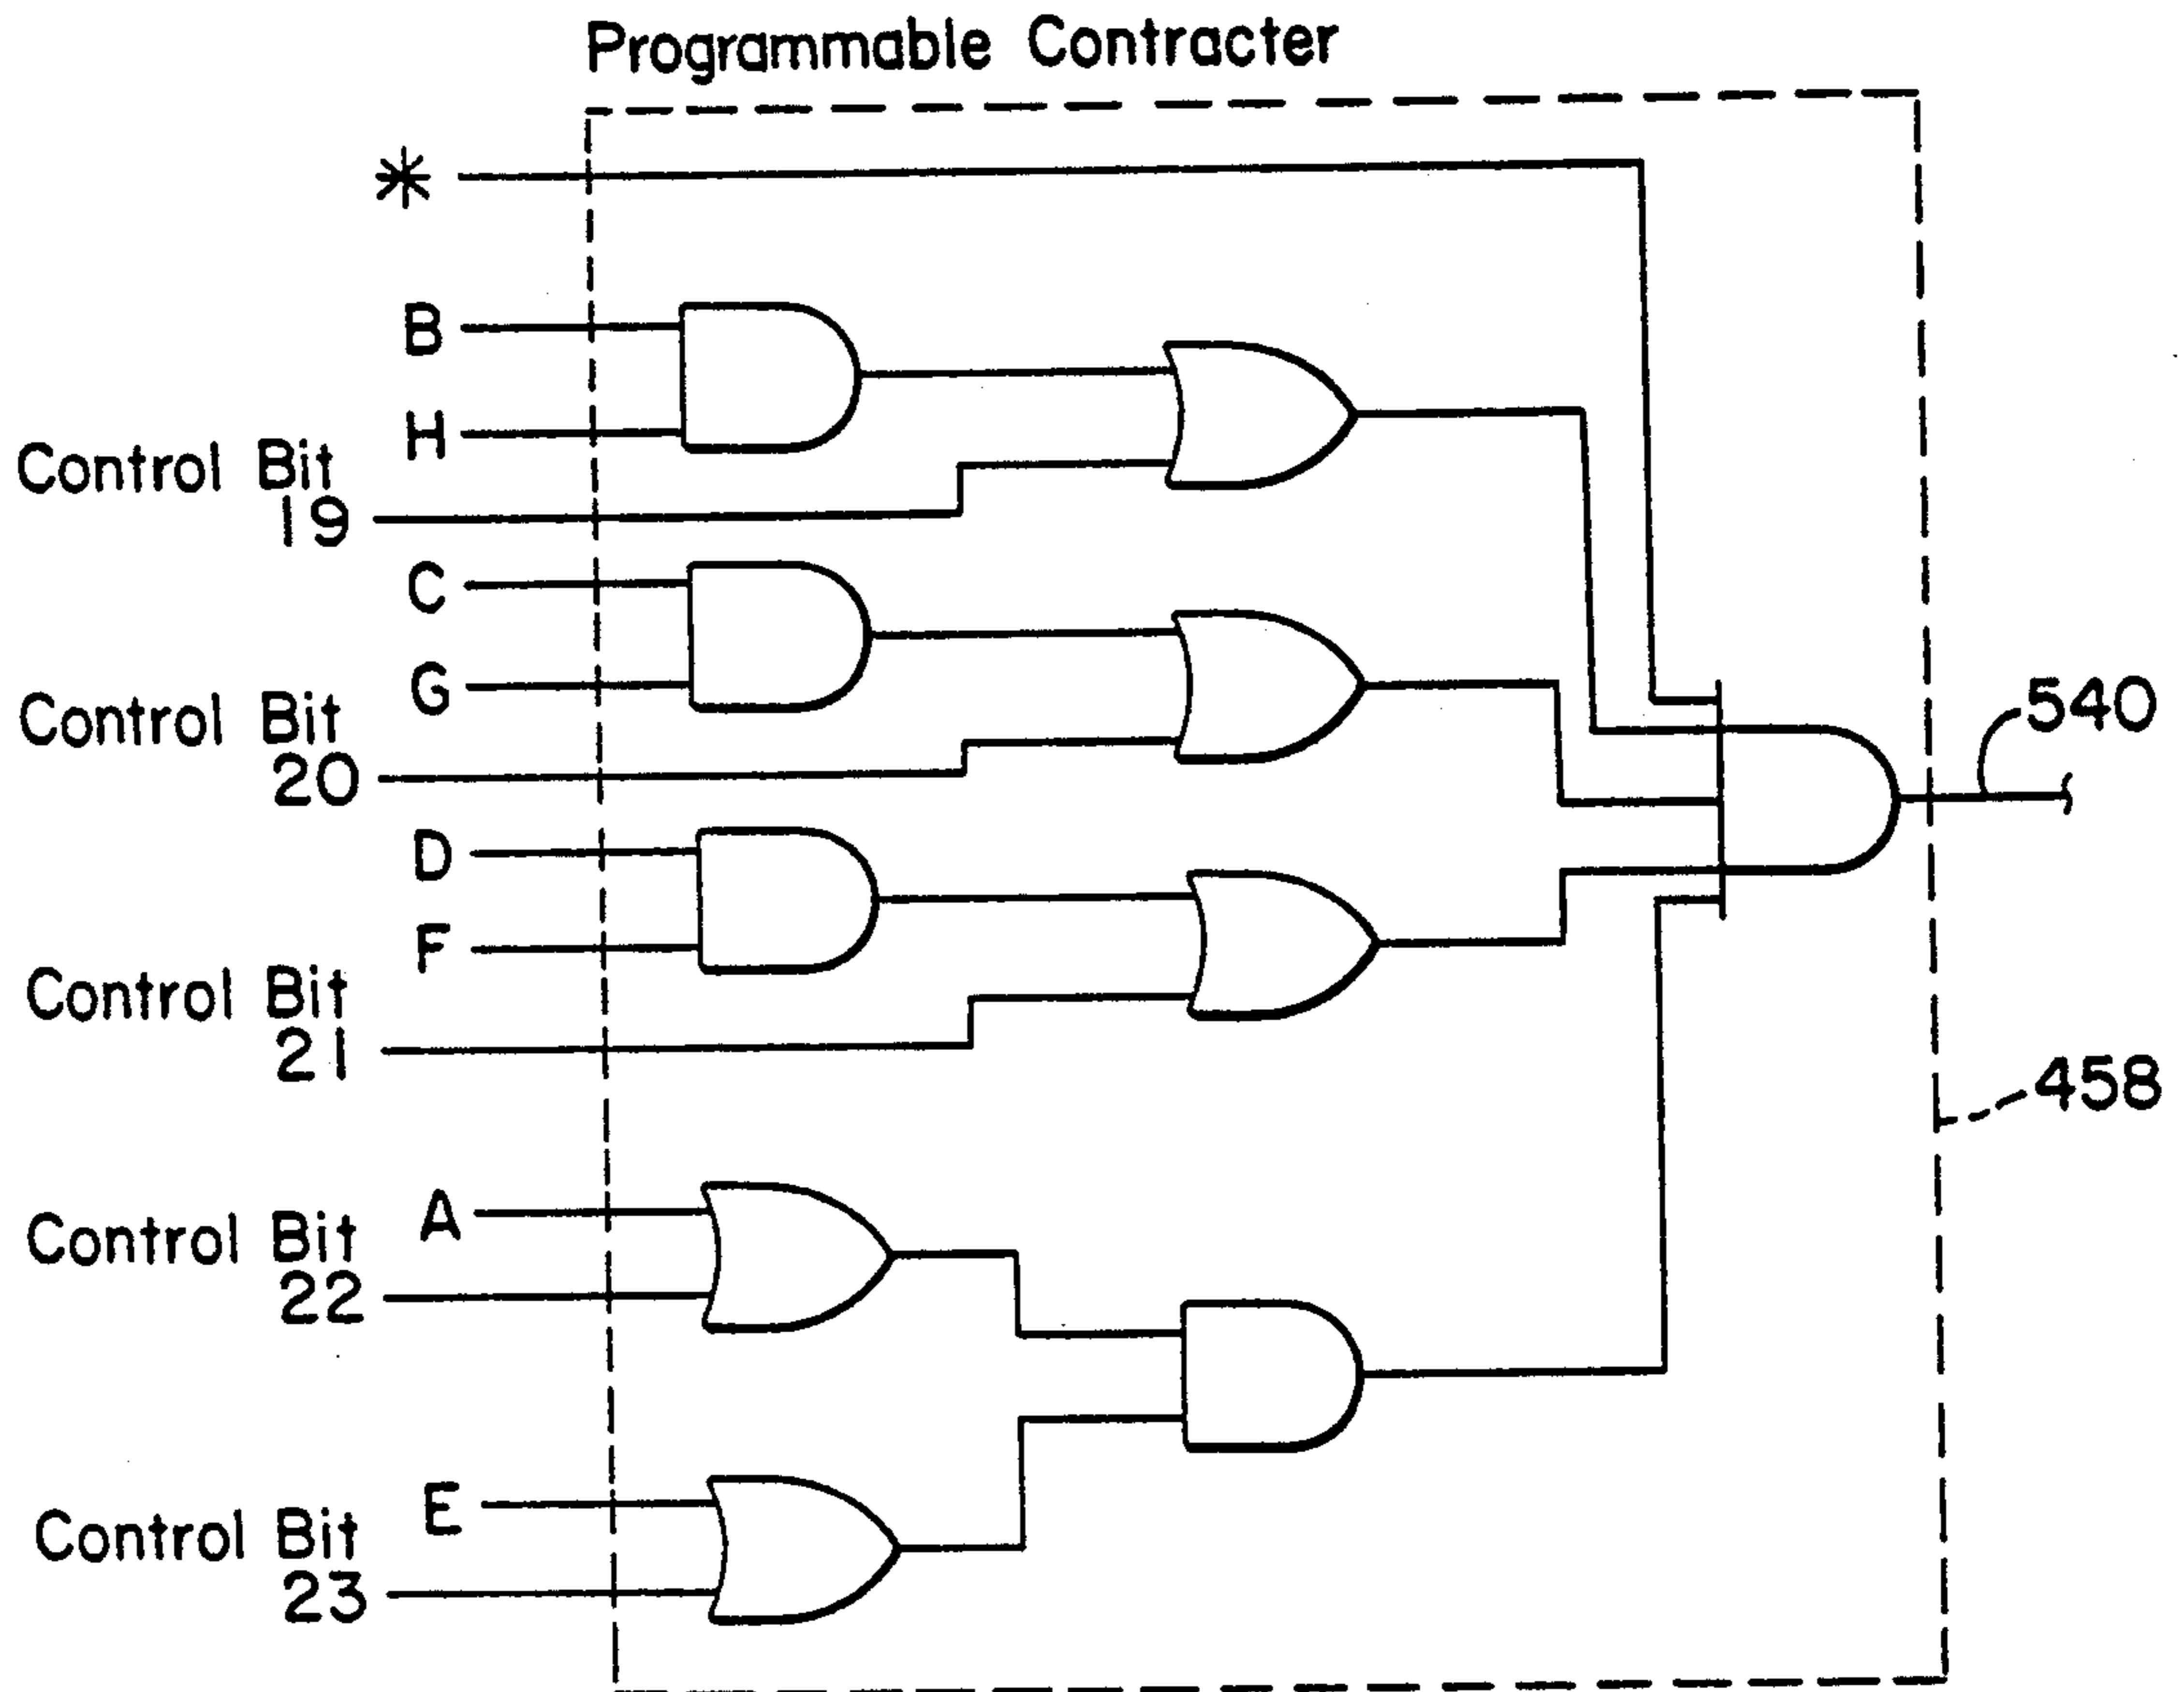 Programmable Contracter
*
B
H
Control Bit
19
C
G
Control Bit
20
540
D
F
Control Bit
21
458
A
Control Bit
22
E
Control Bit
23